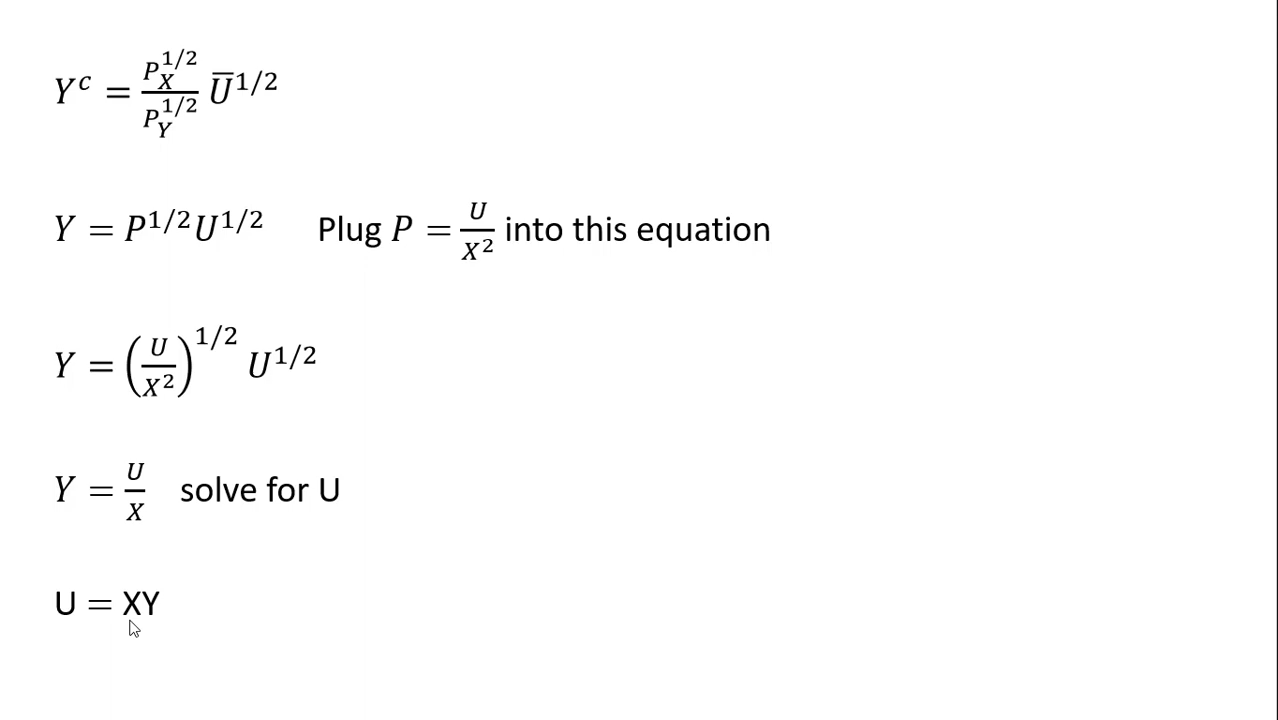 Y^c = P_X^{1/2} / P_Y^{1/2} U̅^{1/2}
Y = P^{1/2}U^{1/2} Plug P = U/X^2 into this equation
Y = (U/X^2)^{1/2} U^{1/2}
Y = U/X solve for U
U = XY